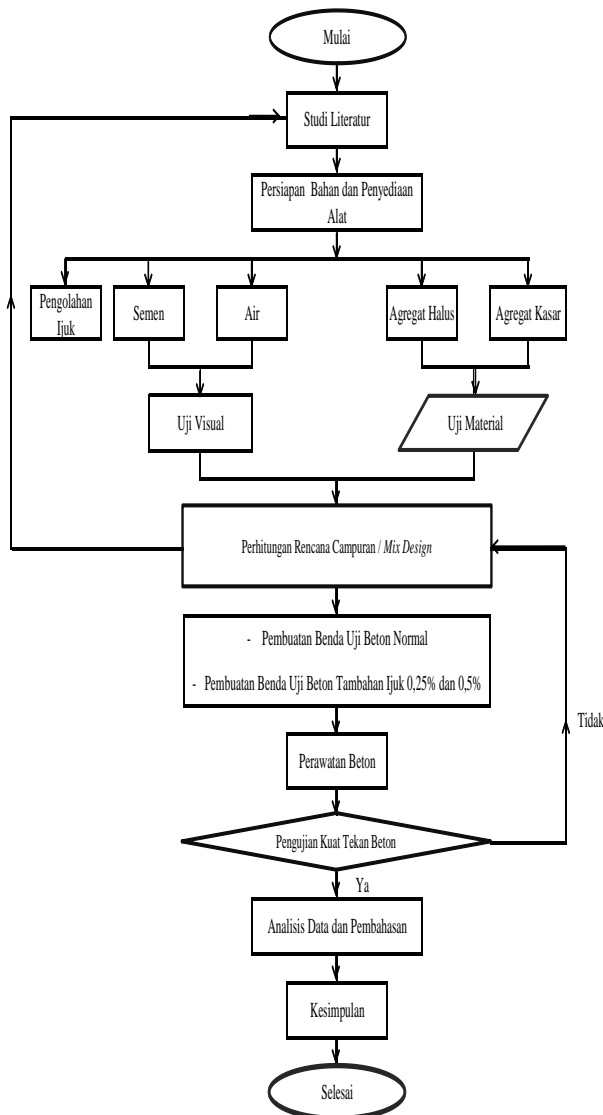 Mulai
Studi Literatur
Persiapan Bahan dan Penyediaan
Alat
Pengolahan
Ijuk
Semen
Air
Agregat Halus
Agregat Kasar
Uji Visual
Uji Material
Perhitungan Rencana Campuran / Mix Design
- Pembuatan Benda Uji Beton Normal
- Pembuatan Benda Uji Beton Tambahan Ijuk 0,25% dan 0,5%
Tidak
Perawatan Beton
Pengujian Kuat Tekan Beton
Ya
Analisis Data dan Pembahasan
Kesimpulan
Selesai